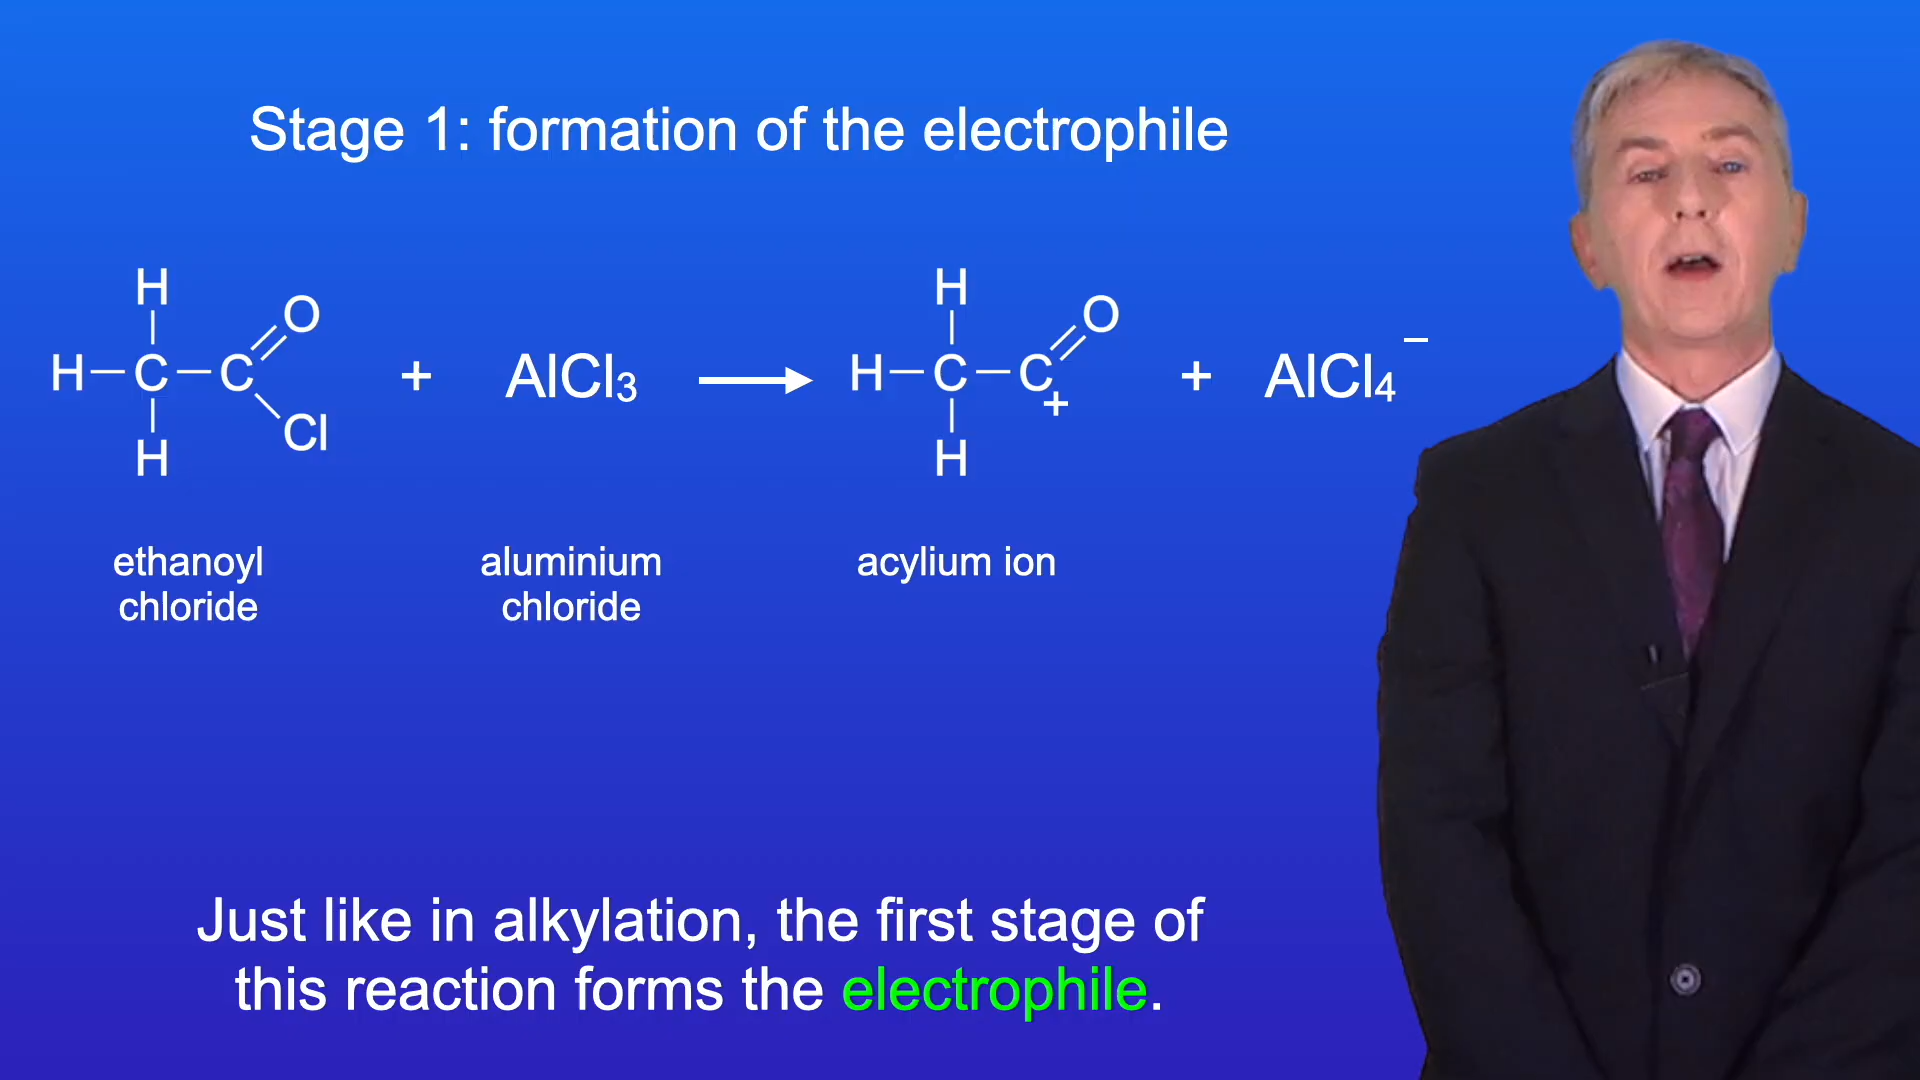 Stage 1: formation of the electrophile
H H
O O
H C C + AlCl₃ → H C C + AlCl₄⁻
+
Cl
H H
ethanoyl chloride
aluminium chloride
acylium ion
Just like in alkylation, the first stage of
this reaction forms the electrophile.